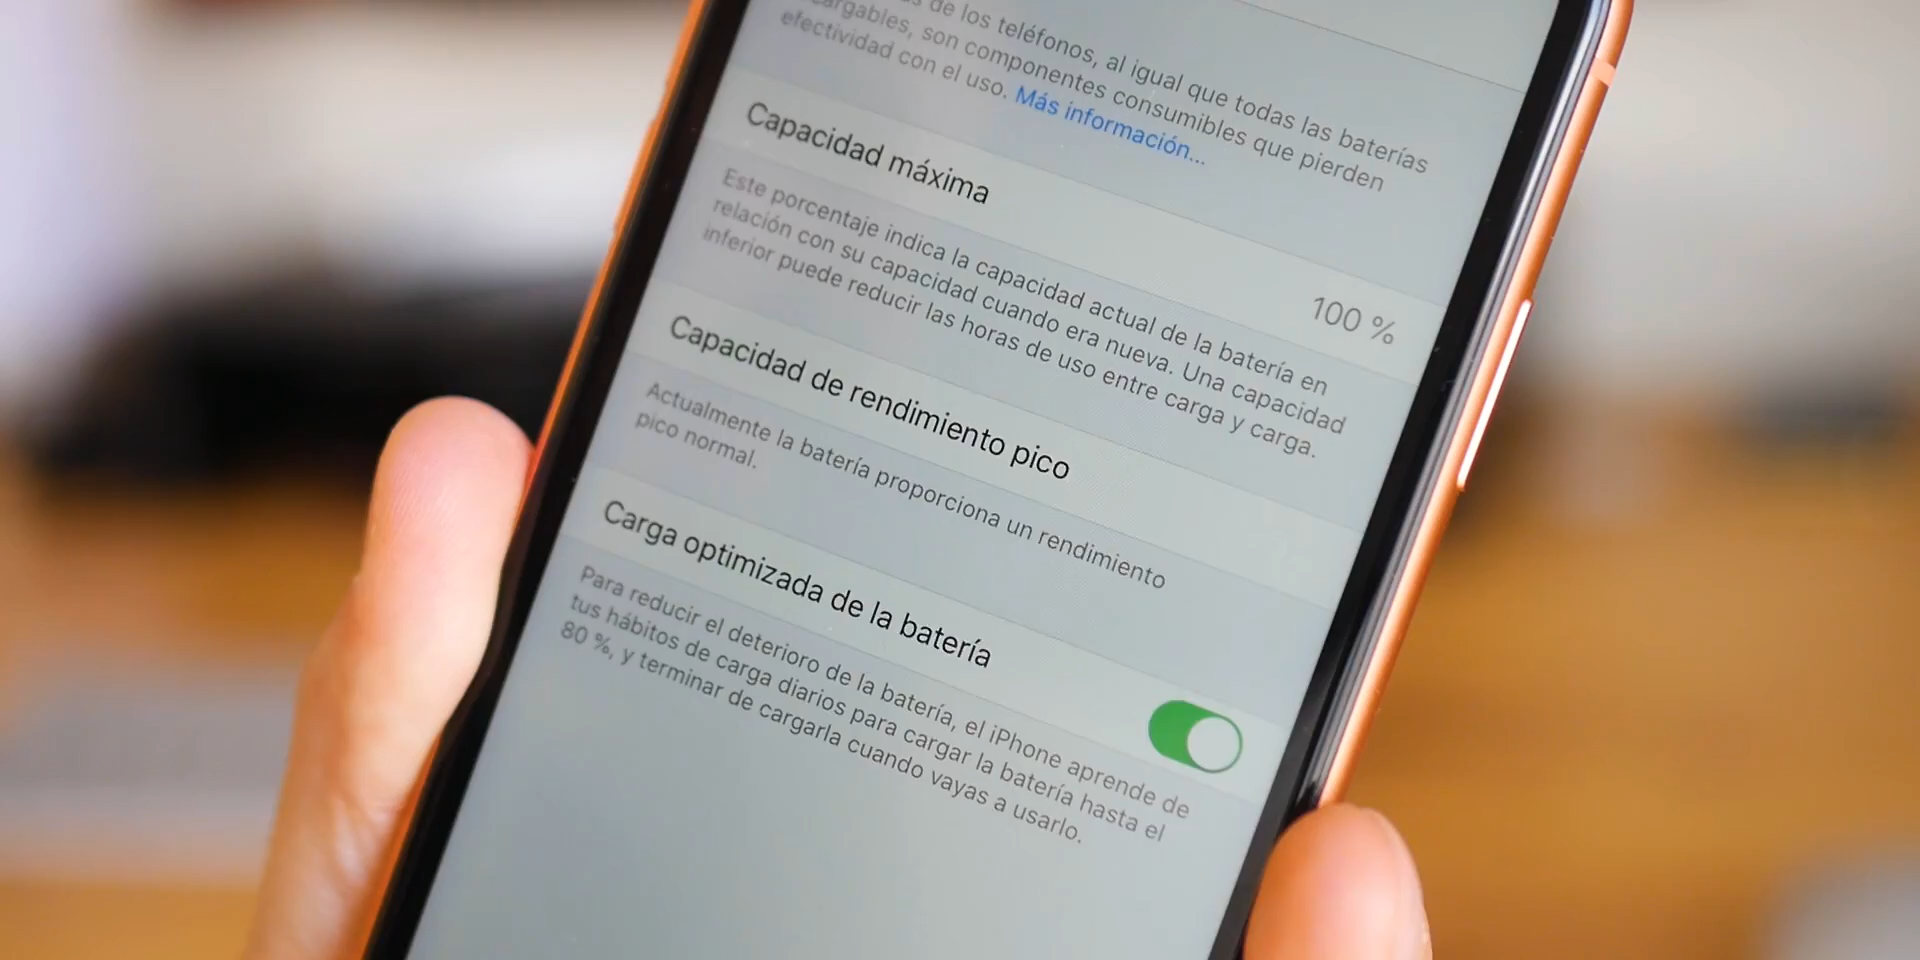 de los teléfonos, al igual que todas las baterías
son componentes consumibles que pierden
efectividad con el uso. Más información...
Capacidad máxima
100 %
Este porcentaje indica la capacidad actual de la batería en
relación con su capacidad cuando era nueva. Una capacidad
inferior puede reducir las horas de uso entre carga y carga.
Capacidad de rendimiento pico
Actualmente la batería proporciona un rendimiento
pico normal.
Carga optimizada de la batería
Para reducir el deterioro de la batería, el iPhone aprende de
tus hábitos de carga diarios para cargar la batería hasta el
80 %, y terminar de cargarla cuando vayas a usarlo.